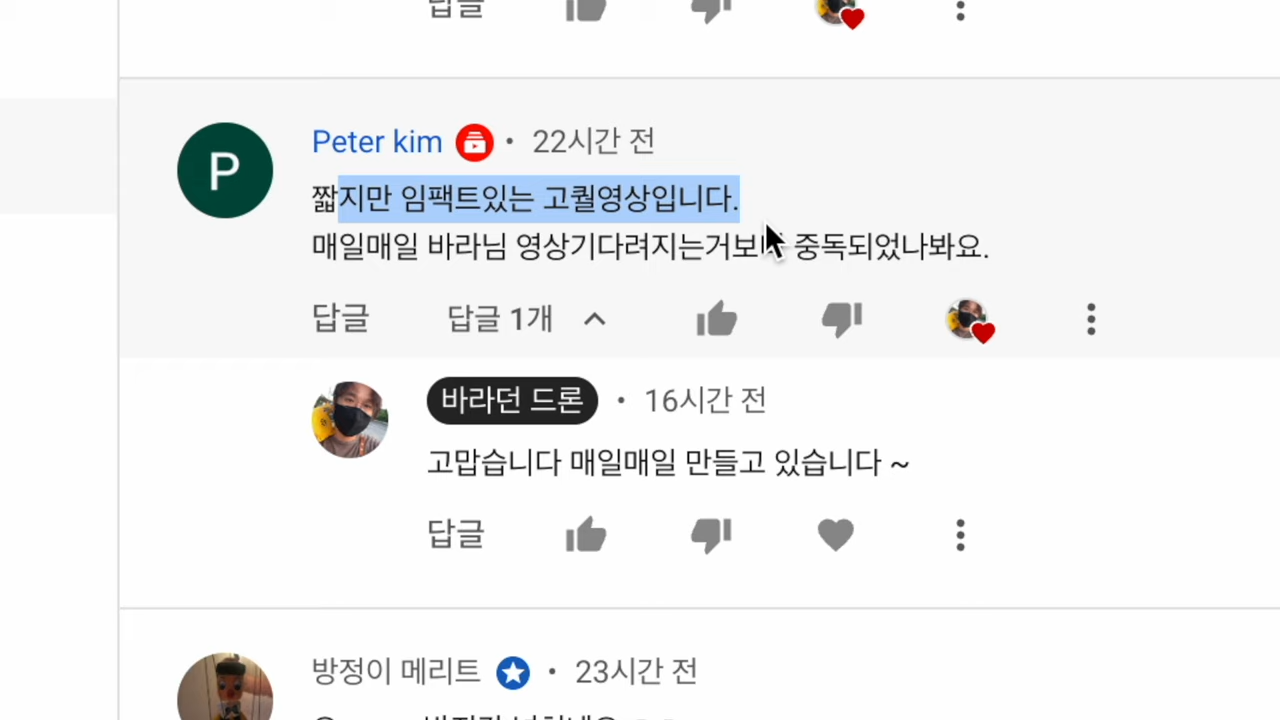 답글
Peter kim • 22시간 전
짧지만 임팩트있는 고퀄영상입니다.
매일매일 바라님 영상기다려지는거보 중독되었나봐요.
답글 답글 1개
바라던 드론 • 16시간 전
고맙습니다 매일매일 만들고 있습니다 ~
답글
방정이 메리트 • 23시간 전